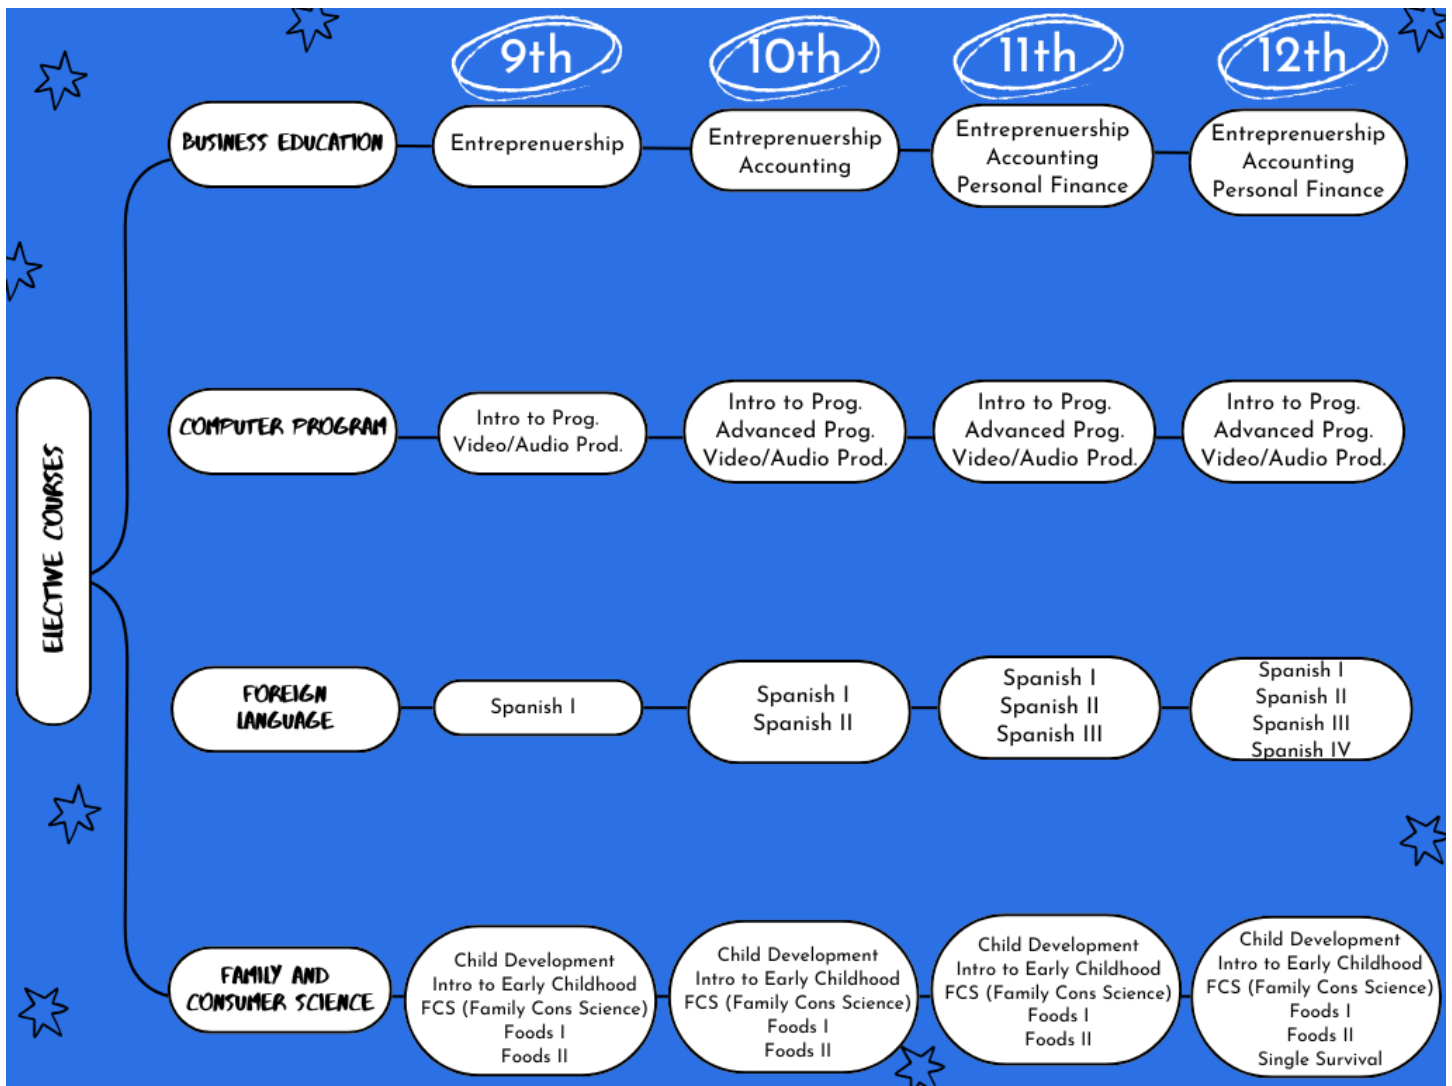 9th
10th
11th
12th
ELECTIVE COURSES
BUSINESS EDUCATION
Entreprenuership
Entreprenuership
Accounting
Entreprenuership
Accounting
Personal Finance
Entreprenuership
Accounting
Personal Finance
COMPUTER PROGRAM
Intro to Prog.
Video/Audio Prod.
Intro to Prog.
Advanced Prog.
Video/Audio Prod.
Intro to Prog.
Advanced Prog.
Video/Audio Prod.
Intro to Prog.
Advanced Prog.
Video/Audio Prod.
FOREIGN
LANGUAGE
Spanish I
Spanish I
Spanish II
Spanish I
Spanish II
Spanish III
Spanish I
Spanish II
Spanish III
Spanish IV
FAMILY AND
CONSUMER SCIENCE
Child Development
Intro to Early Childhood
FCS (Family Cons Science)
Foods I
Foods II
Child Development
Intro to Early Childhood
FCS (Family Cons Science)
Foods I
Foods II
Child Development
Intro to Early Childhood
FCS (Family Cons Science)
Foods I
Foods II
Child Development
Intro to Early Childhood
FCS (Family Cons Science)
Foods I
Foods II
Single Survival